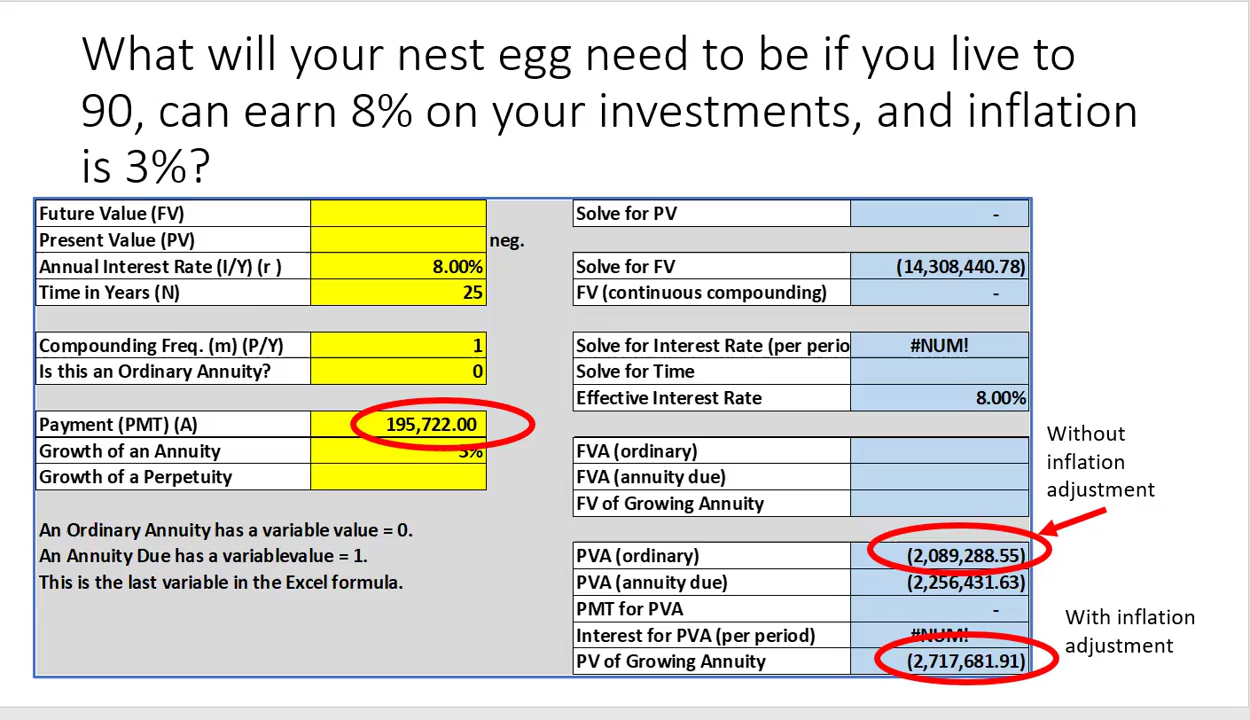 What will your nest egg need to be if you live to
90, can earn 8% on your investments, and inflation
is 3%?
Future Value (FV)
Present Value (PV) neg.
Annual Interest Rate (I/Y) (r ) 8.00%
Time in Years (N) 25
Compounding Freq. (m) (P/Y) 1
Is this an Ordinary Annuity? 0
Payment (PMT) (A) 195,722.00
Growth of an Annuity 3%
Growth of a Perpetuity
An Ordinary Annuity has a variable value = 0.
An Annuity Due has a variablevalue = 1.
This is the last variable in the Excel formula.
Solve for PV -
Solve for FV (14,308,440.78)
FV (continuous compounding) -
Solve for Interest Rate (per perio #NUM!
Solve for Time
Effective Interest Rate 8.00%
FVA (ordinary)
FVA (annuity due)
FV of Growing Annuity
PVA (ordinary) (2,089,288.55)
PVA (annuity due) (2,256,431.63)
PMT for PVA -
Interest for PVA (per period) #NUM!
PV of Growing Annuity (2,717,681.91)
Without
inflation
adjustment
With inflation
adjustment